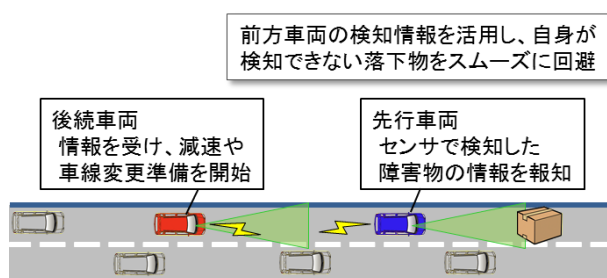 前方車両の検知情報を活用し、自身が
検知できない落下物をスムーズに回避
後続車両
情報を受け、減速や
車線変更準備を開始
先行車両
センサで検知した
障害物の情報を報知